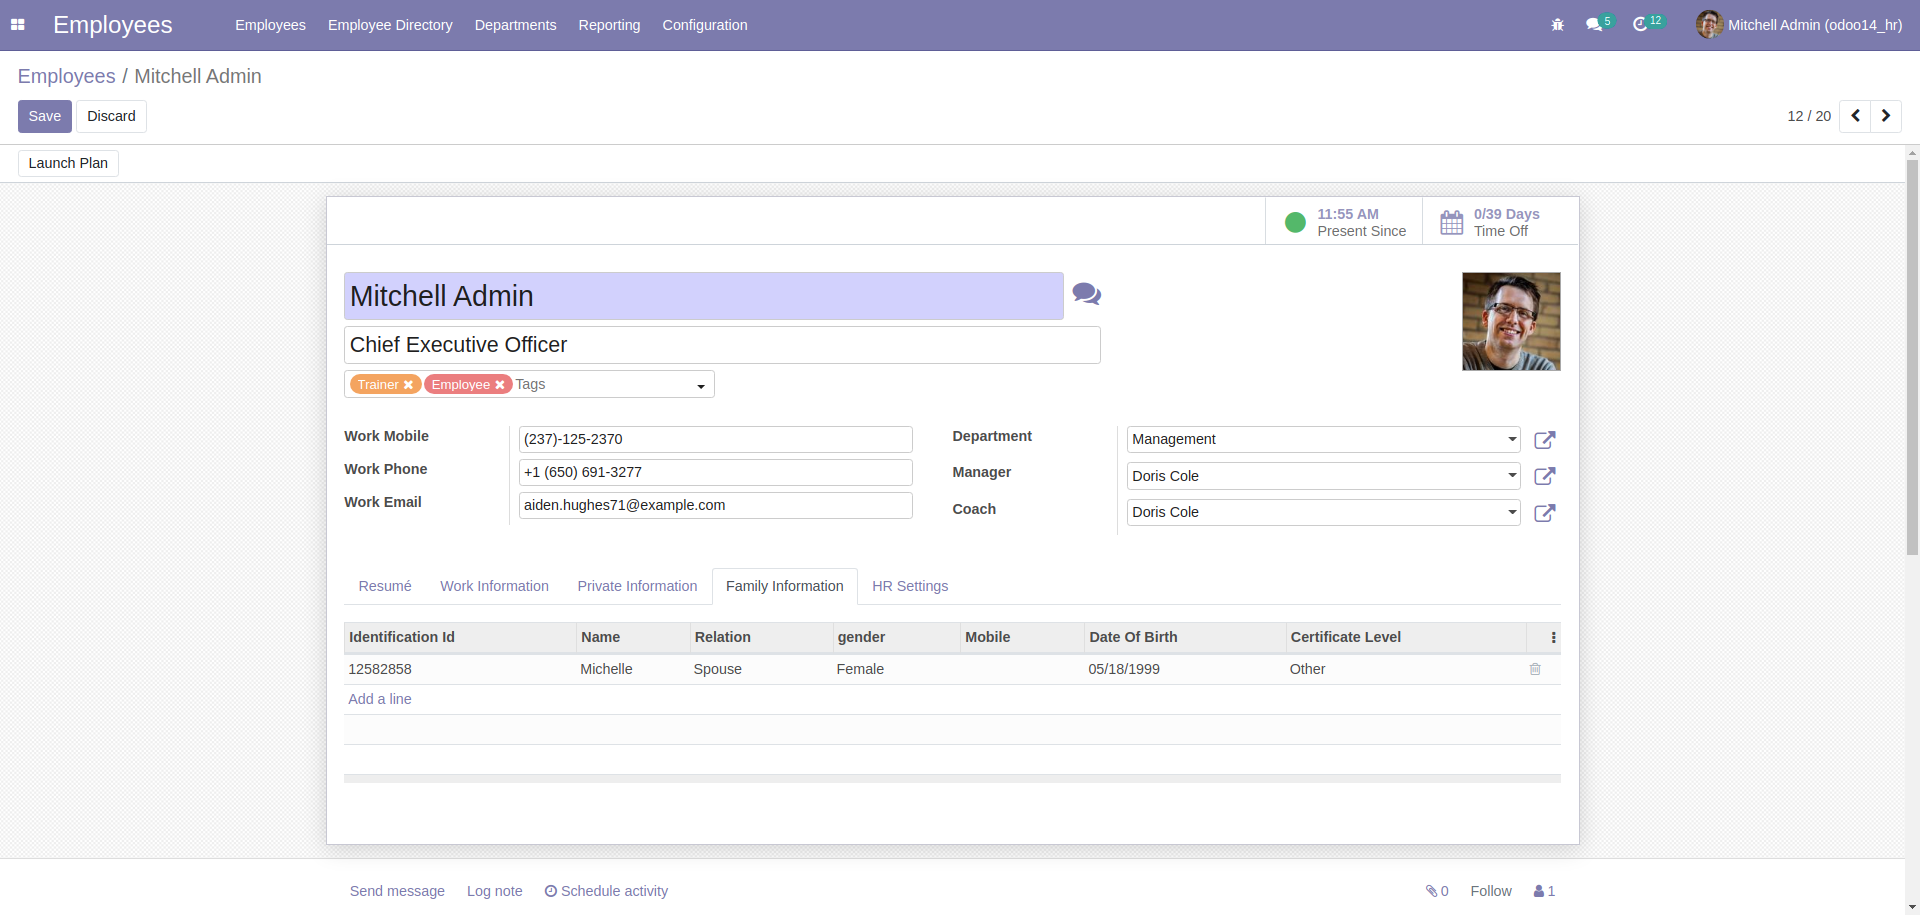 Employees Employees Employee Directory Departments Reporting Configuration 5 12 Mitchell Admin (odoo14_hr)
Employees / Mitchell Admin
Save Discard 12 / 20
Launch Plan
11:55 AM
Present Since
0/39 Days
Time Off
Mitchell Admin
Chief Executive Officer
Trainer Employee Tags
Work Mobile (237)-125-2370
Work Phone +1 (650) 691-3277
Work Email aiden.hughes71@example.com
Department Management
Manager Doris Cole
Coach Doris Cole
Resumé Work Information Private Information Family Information HR Settings
Identification Id Name Relation gender Mobile Date Of Birth Certificate Level
12582858 Michelle Spouse Female 05/18/1999 Other
Add a line
Send message Log note Schedule activity 0 Follow 1